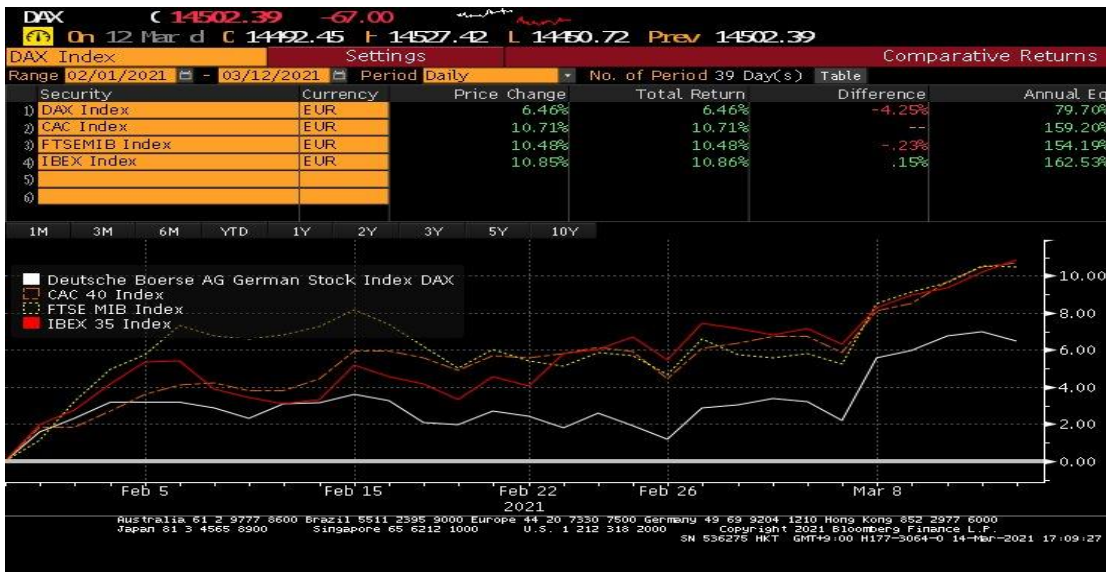 DAX C 14502.39 -67.00
On 12 Mar d C 14492.45 H 14527.42 L 14450.72 Prev 14502.39
DAX Index Settings Comparative Returns
Range 02/01/2021 - 03/12/2021 Period Daily No. of Period 39 Day(s) Table
Security Currency Price Change Total Return Difference Annual Eq
1) DAX Index EUR 6.46% 6.46% -4.25% 79.70%
2) CAC Index EUR 10.71% 10.71% -- 159.20%
3) FTSEMIB Index EUR 10.48% 10.48% -.23% 154.19%
4) IBEX Index EUR 10.85% 10.86% .15% 162.53%
5)
6)
1M 3M 6M YTD 1Y 2Y 3Y 5Y 10Y
Deutsche Boerse AG German Stock Index DAX
CAC 40 Index
FTSE MIB Index
IBEX 35 Index
10.00
8.00
6.00
4.00
2.00
0.00
Feb 5 Feb 15 Feb 22 Feb 26 Mar 8
2021
Australia 61 2 9777 8600 Brazil 5511 2395 9000 Europe 44 20 7330 7500 Germany 49 69 9204 1210 Hong Kong 852 2977 6000
Japan 81 3 4565 8900 Singapore 65 6212 1000 U.S. 1 212 318 2000 Copyright 2021 Bloomberg Finance L.P.
SN 536275 HKT GMT+9:00 H177-3064-0 14-Mar-2021 17:09:27